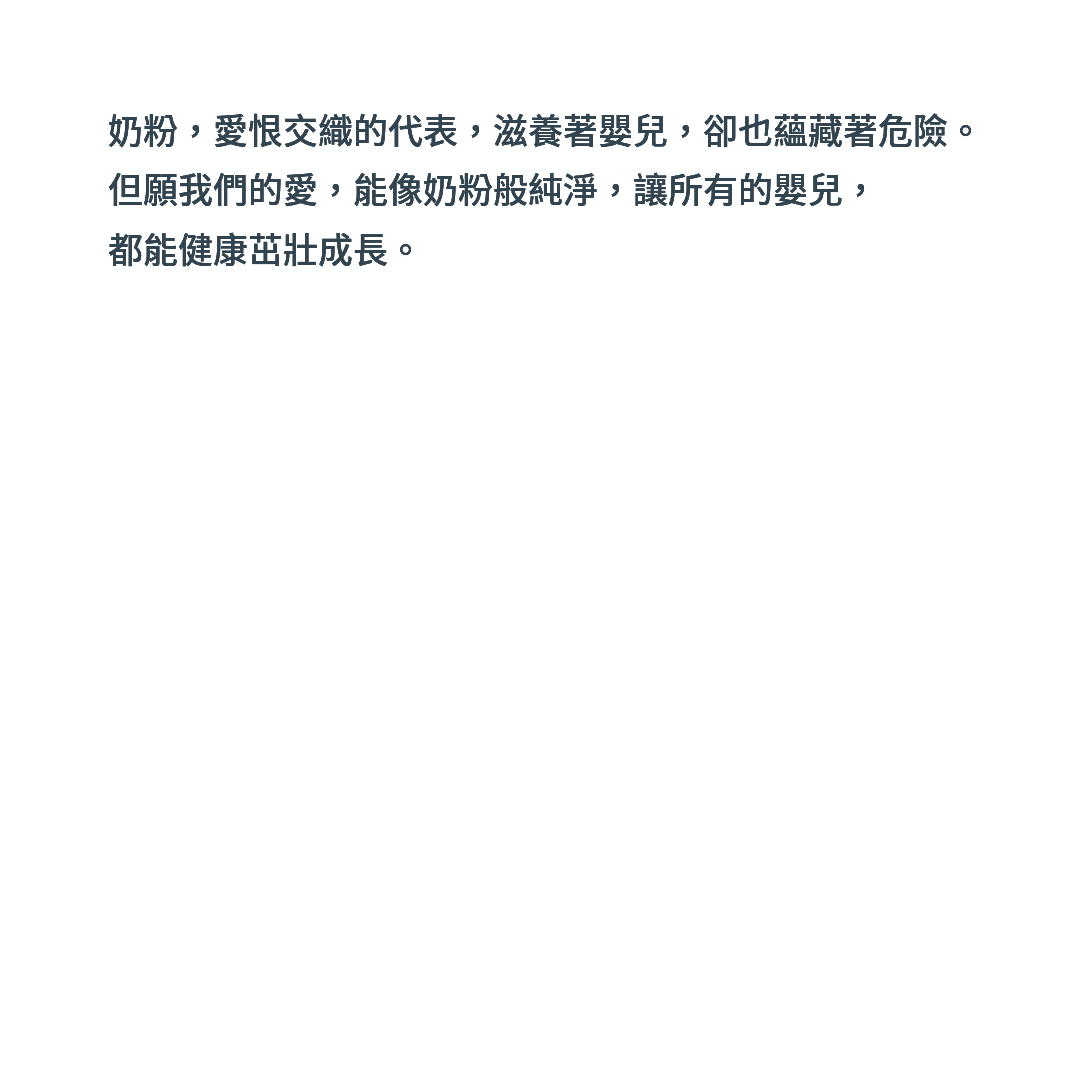 奶粉，愛恨交織的代表，滋養著嬰兒，卻也蘊藏著危險。
但願我們的愛，能像奶粉般純淨，讓所有的嬰兒，
都能健康茁壯成長。